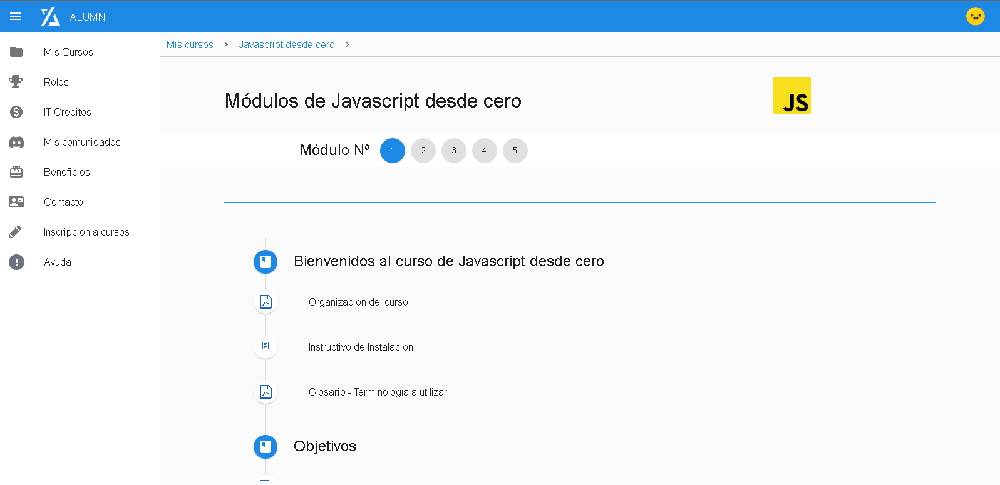 ALUMNI
Mis Cursos
Roles
IT Créditos
Mis comunidades
Beneficios
Contacto
Inscripción a cursos
Ayuda
Mis cursos > Javascript desde cero >
Módulos de Javascript desde cero
JS
Módulo Nº 1 2 3 4 5
Bienvenidos al curso de Javascript desde cero
Organización del curso
Instructivo de Instalación
Glosario - Terminología a utilizar
Objetivos